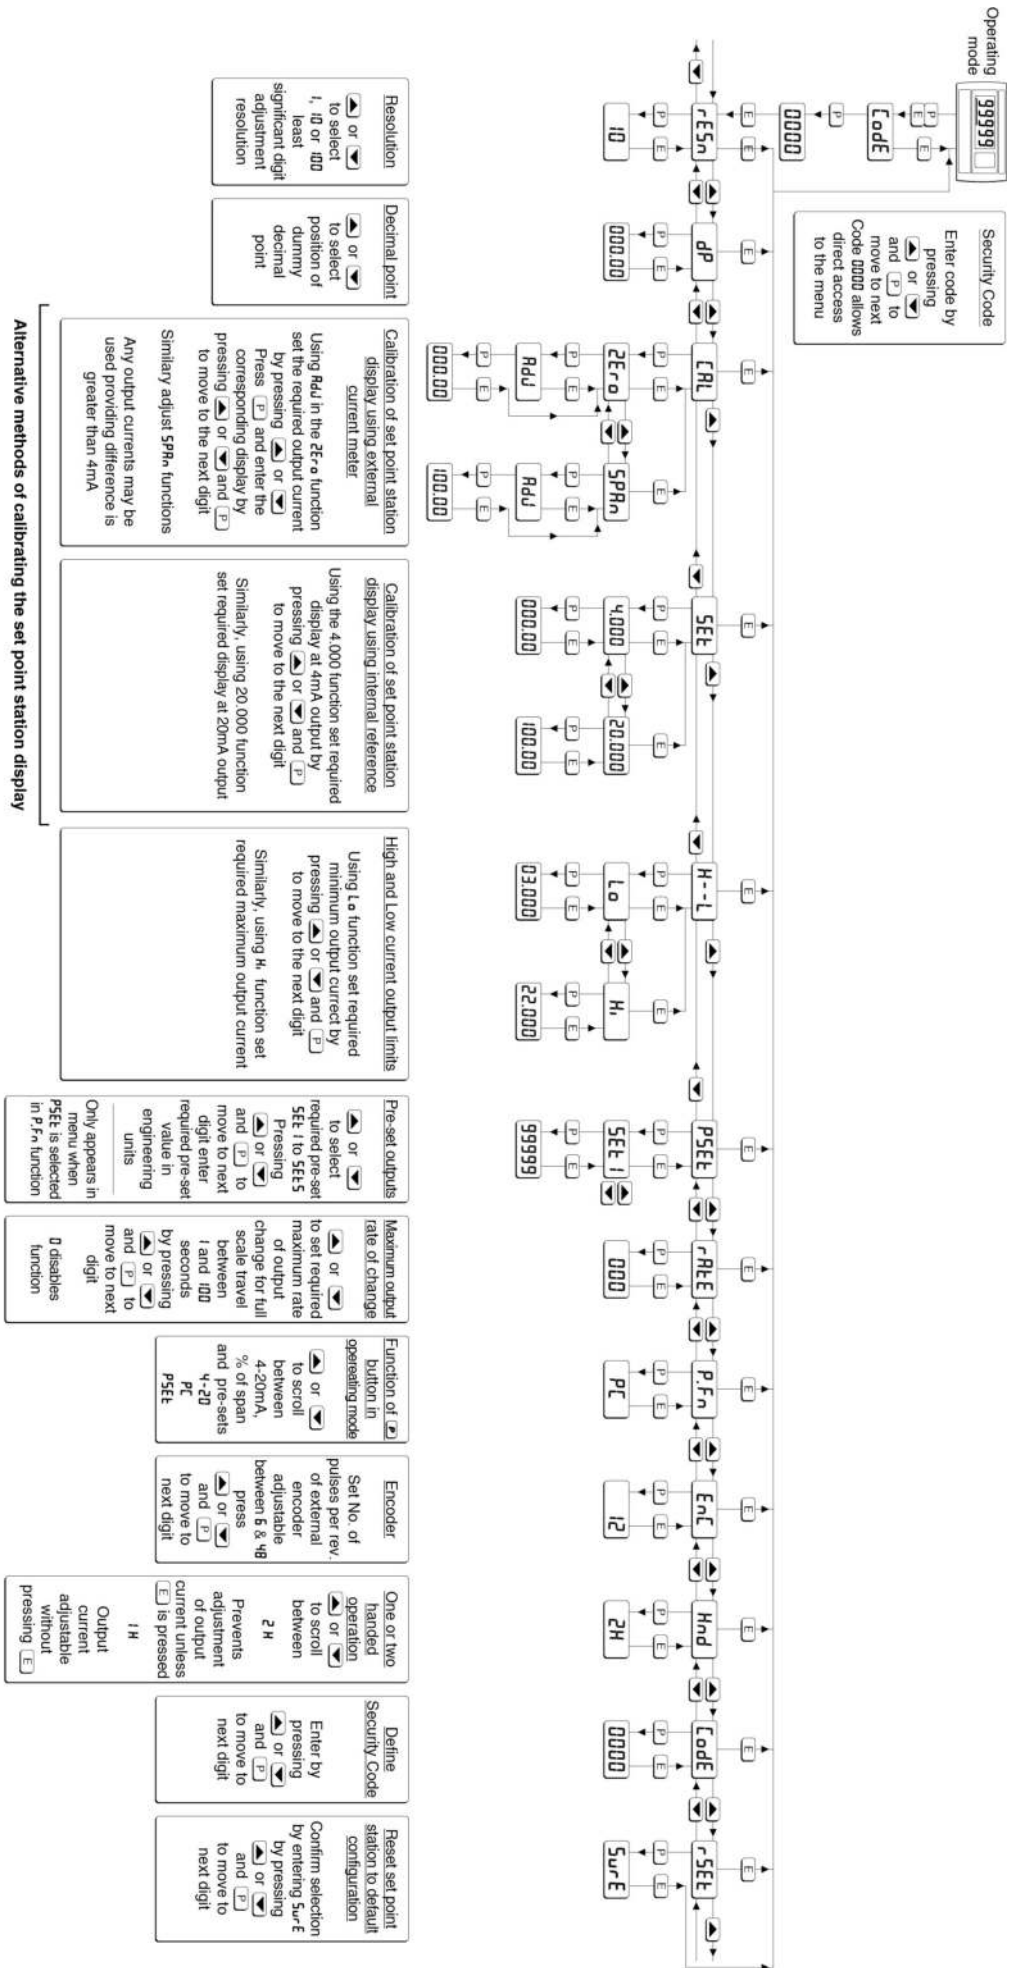 Operating
mode
99999
P
E
E
CodE
P
0000
Security Code
Enter code by
pressing
▲ or ▼
and P to
move to next
Code 0000 allows
direct access
to the menu
E E E E E E E E E E E E
rESn dP CAL SEt H--L PSEt rAtE P.Fn EnC Hnd CodE rSEt
P E P E P E P E P E P E P E P E P E P E P E P E
10 000.00 2Ero SPAn 4.000 20.000 Lo Hi SEt 1 000 PC 12 2H 0000 SurE
E E E
P E P E P E P E P E P E P E
AdJ AdJ 000.00 100.00 03.000 22.000 99999
P E P E
000.00 100.00
Resolution
▲ or ▼
to select
1, 10 or 100
least
significant digit
adjustment
resolution
Decimal point
▲ or ▼
to select
position of
dummy
decimal
point
Calibration of set point station
display using external
current meter
Using AdJ in the 2Ero function
set the required output current
by pressing ▲ or ▼
Press P and enter the
corresponding display by
pressing ▲ or ▼ and P
to move to the next digit
Similary adjust SPAn functions
Any output currents may be
used providing difference is
greater than 4mA
Calibration of set point station
display using internal reference
Using the 4.000 function set required
display at 4mA output by
pressing ▲ or ▼ and P
to move to the next digit
Similarly, using 20.000 function
set required display at 20mA output
Alternative methods of calibrating the set point station display
High and Low current output limits
Using Lo function set required
minimum output currect by
pressing ▲ or ▼ and P
to move to the next digit
Similarly, using Hi function set
required maximum output current
Pre-set outputs
▲ or ▼
to select
required pre-set
SEt 1 to SEt5
Pressing
▲ or ▼
and P to
move to next
digit enter
required pre-set
value in
engineering
units
Only appears in
menu when
PSEt is selected
in P.Fn function
Maximum output
rate of change
▲ or ▼
to set required
maximum rate
of output
change for full
scale travel
between
1 and 100
seconds
by pressing
▲ or ▼
and P to
move to next
digit
0 disables
function
Function of P
button in
opereating mode
▲ or ▼
to scroll
between
4-20mA,
% of span
and pre-sets
4-20
PC
PSEt
Encoder
Set No. of
pulses per rev.
of external
encoder
adjustable
between 6 & 48
press
▲ or ▼
and P
to move to
next digit
One or two
handed
operation
▲ or ▼
to scroll
between
2 H
Prevents
adjustment
of output
current unless
E is pressed
1 H
Output
current
adjustable
without
pressing E
Define
Security Code
Enter by
pressing
▲ or ▼
and P
to move to
next digit
Reset set point
station to default
configuration
Confirm selection
by entering SurE
by pressing
▲ or ▼
and P
to move to
next digit